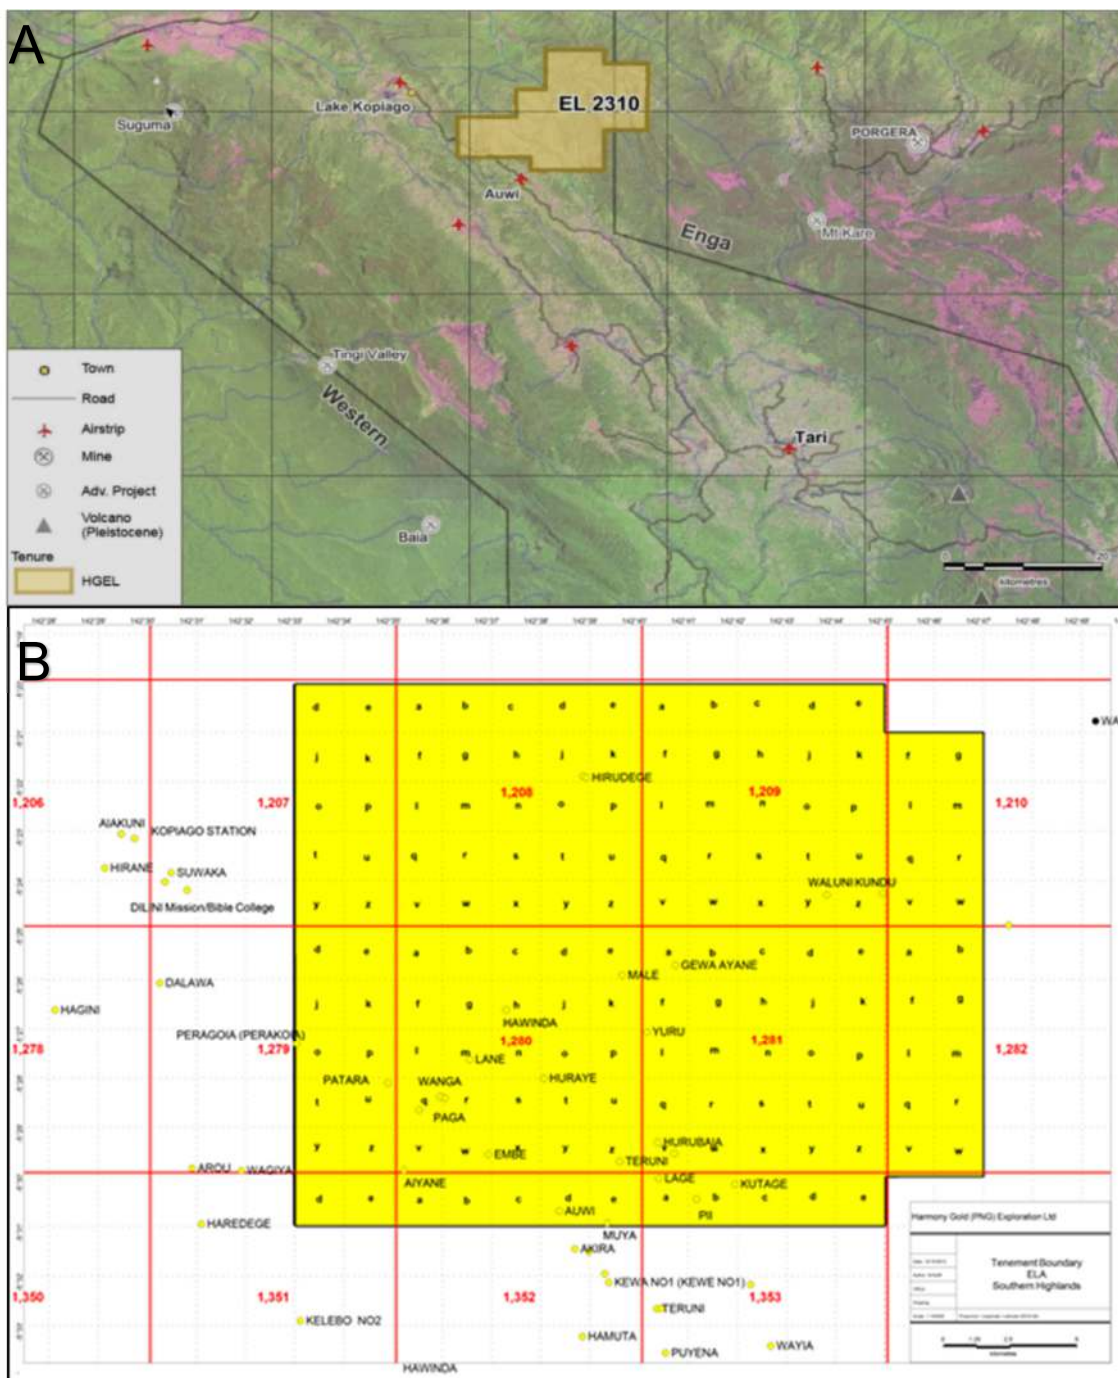 A
EL 2310
Lake Kopiago
Suguma
PORGERA
Auwi
Enga
Mt Kare
Tingi Valley
Western
Tari
Baia
Town
Road
Airstrip
Mine
Adv. Project
Volcano
(Pleistocene)
Tenure
HGEL
0 20
kilometres
B
d e a b c d e a b c d e
WA
j k f g h j k f g h j k f g
HIRUDEGE
1,206 1,207 1,208 1,209 1,210
o p l m n o p l m n o p l m
AIAKUNI
KOPIAGO STATION
t u q r s t u q r s t u q r
HIRANE SUWAKA
WALUNI KUNDU
DILINI Mission/Bible College
y z v w x y z v w x y z v w
d e a b c d e a b c d e a b
GEWA AYANE
MALE
DALAWA
j k f g h j k f g h j k f g
HAGINI
HAWINDA
YURU
PERAGOIA (PERAKOIA)
1,278 1,279 1,280 1,281 1,282
o p l m n o p l m n o p l m
LANE
PATARA WANGA HURAYE
t u q r s t u q r s t u q r
PAGA
HURUBAIA
y z v w x y z v w x y z v w
EMBE
TERUNI
AROU WAGIYA
AIYANE LAGE KUTAGE
d e a b c d e a b c d e
AUWI PII
HAREDEGE
MUYA
AKIRA
KEWA NO1 (KEWE NO1)
1,350 1,351 1,352 1,353
TERUNI
KELEBO NO2
HAMUTA
WAYIA
PUYENA
HAWINDA
Harmony Gold (PNG) Exploration Ltd
Tenement Boundary
ELA
Southern Highlands
kilometres